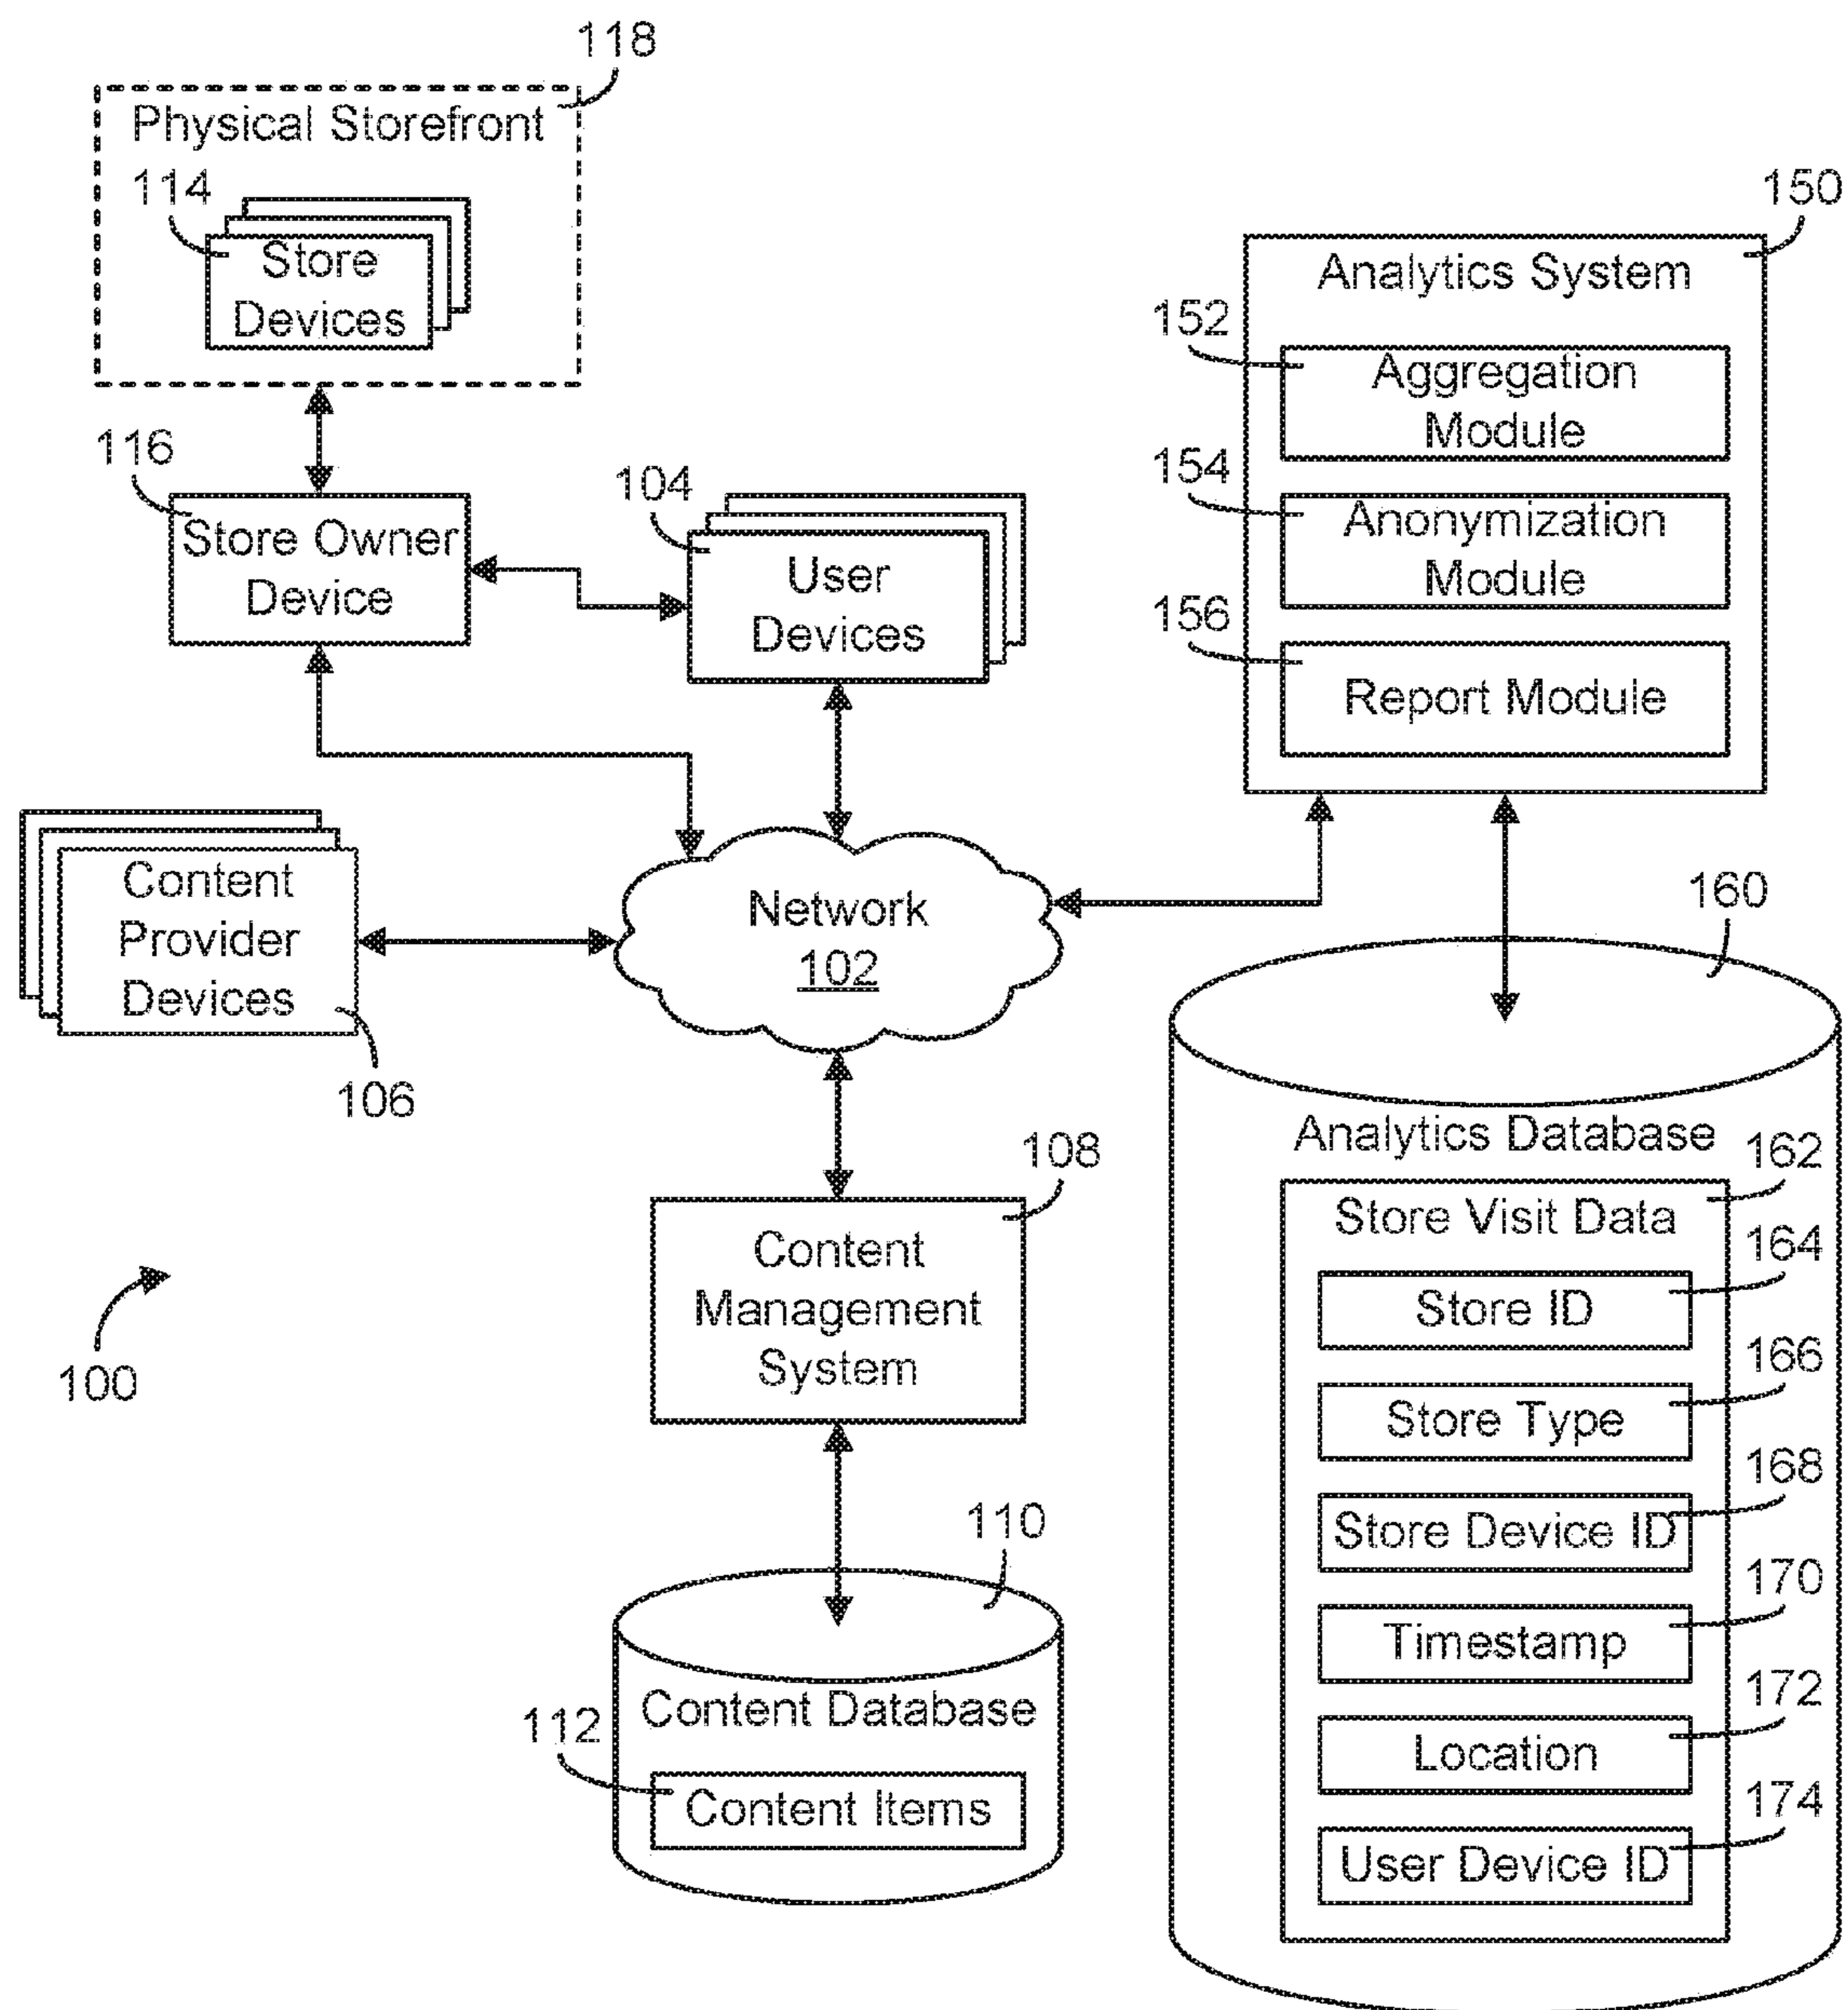 118
Physical Storefront
114
Store
Devices
150
Analytics System
152
Aggregation
Module
154
Anonymization
Module
156
Report Module
116
Store Owner
Device
104
User
Devices
Content
Provider
Devices
106
Network
102
160
Analytics Database
162
Store Visit Data
164
Store ID
166
Store Type
168
Store Device ID
170
Timestamp
172
Location
174
User Device ID
108
Content
Management
System
100
110
Content Database
112
Content Items